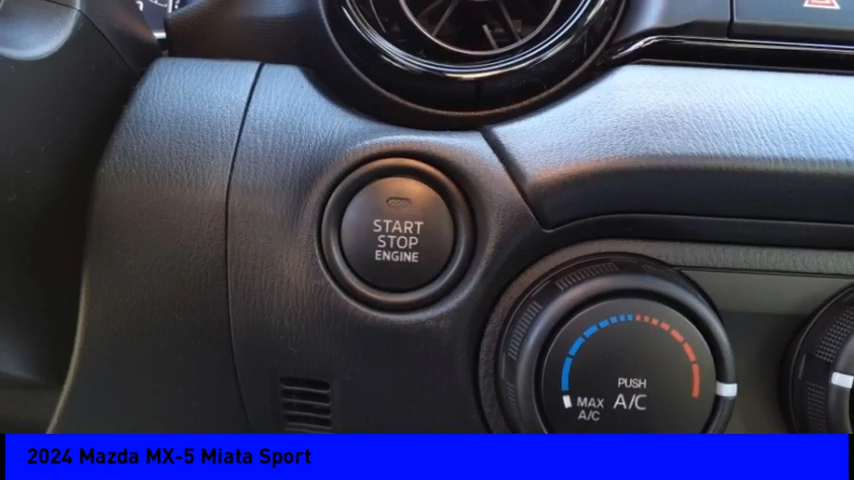 START
STOP
ENGINE
PUSH
MAX A/C
A/C
2024 Mazda MX-5 Miata Sport